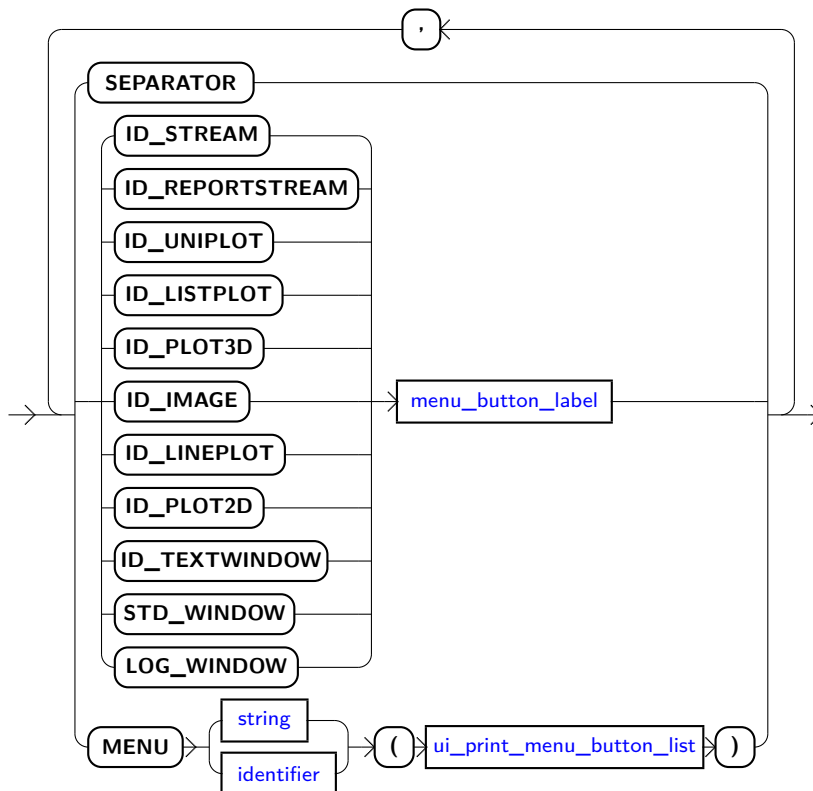 ,
SEPARATOR
ID_STREAM
ID_REPORTSTREAM
ID_UNIPLOT
ID_LISTPLOT
ID_PLOT3D
ID_IMAGE menu_button_label
ID_LINEPLOT
ID_PLOT2D
ID_TEXTWINDOW
STD_WINDOW
LOG_WINDOW
string
MENU ( ui_print_menu_button_list )
identifier